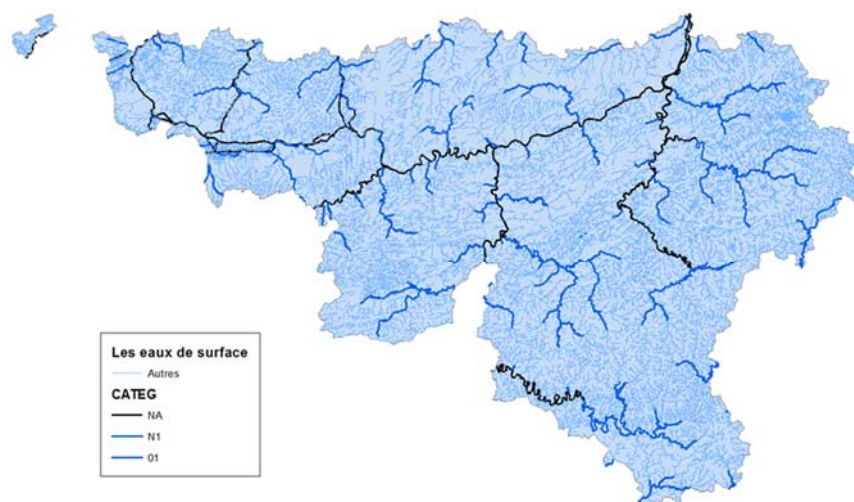 Les eaux de surface
Autres
CATEG
NA
N1
01